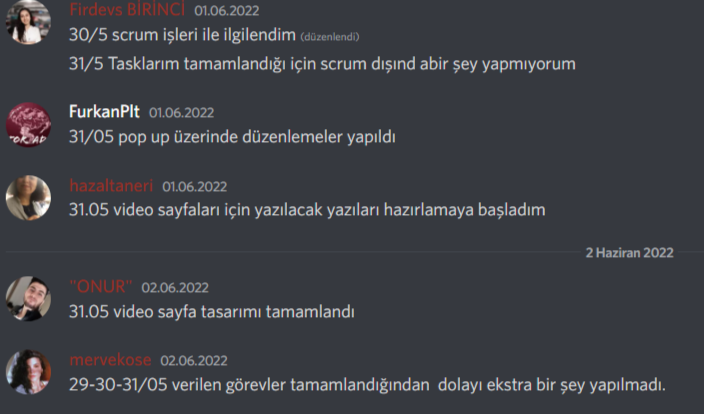 Firdevs BİRİNCİ 01.06.2022
30/5 scrum işleri ile ilgilendim (düzenlendi)
31/5 Tasklarım tamamlandığı için scrum dışınd abir şey yapmıyorum
FurkanPlt 01.06.2022
31/05 pop up üzerinde düzenlemeler yapıldı
hazaltaneri 01.06.2022
31.05 video sayfaları için yazılacak yazıları hazırlamaya başladım
2 Haziran 2022
"ONUR" 02.06.2022
31.05 video sayfa tasarımı tamamlandı
mervekose 02.06.2022
29-30-31/05 verilen görevler tamamlandığından dolayı ekstra bir şey yapılmadı.